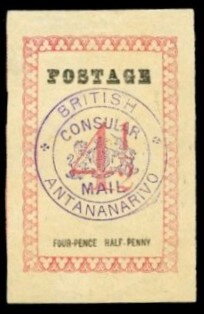 POSTAGE
BRITISH
CONSULAR
4½
MAIL
ANTANANARIVO
FOUR-PENCE HALF-PENNY